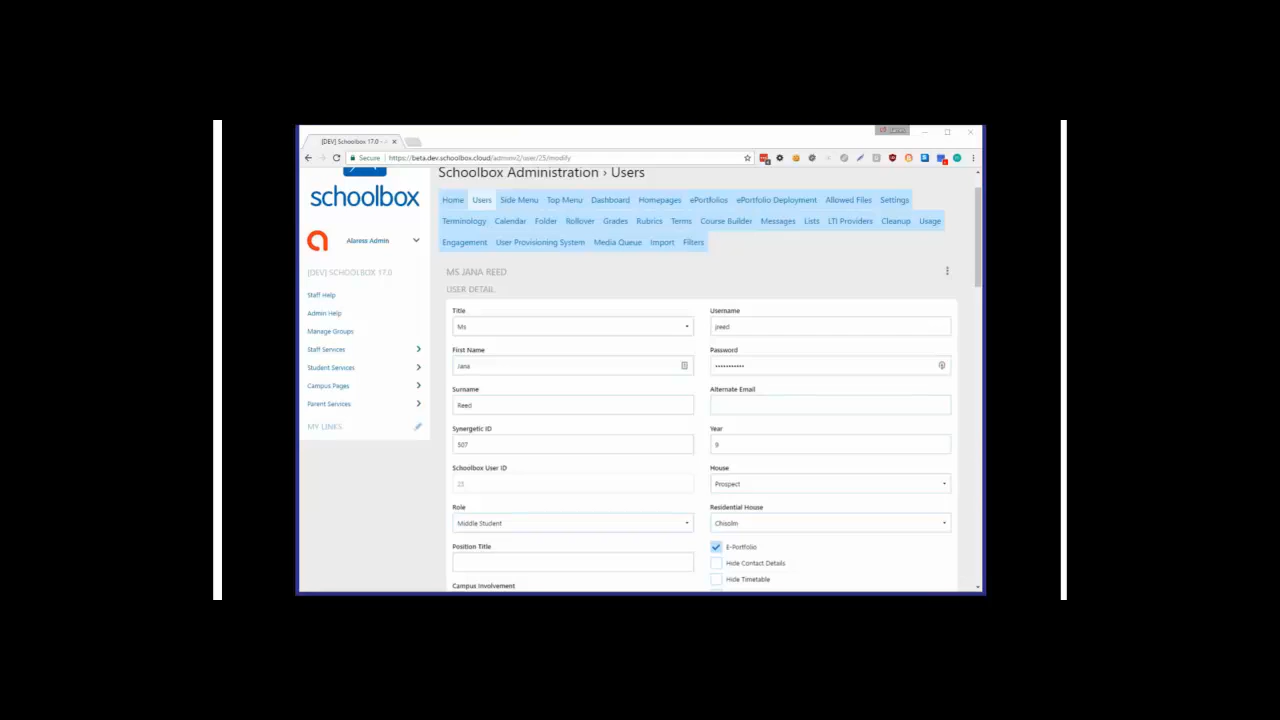 [DEV] Schoolbox 17.0 -
Secure https://beta.dev.schoolbox.cloud/adminv2/user/25/modify
schoolbox
Alaress Admin
[DEV] SCHOOLBOX 17.0
Staff Help
Admin Help
Manage Groups
Staff Services
Student Services
Campus Pages
Parent Services
MY LINKS
Schoolbox Administration › Users
Home Users Side Menu Top Menu Dashboard Homepages ePortfolios ePortfolio Deployment Allowed Files Settings
Terminology Calendar Folder Rollover Grades Rubrics Terms Course Builder Messages Lists LTI Providers Cleanup Usage
Engagement User Provisioning System Media Queue Import Filters
MS JANA REED
USER DETAIL
Title Username
Ms jreed
First Name Password
Jana •••••••••••
Surname Alternate Email
Reed
Synergetic ID Year
507 9
Schoolbox User ID House
25 Prospect
Role Residential House
Middle Student Chisolm
Position Title E-Portfolio
Hide Contact Details
Hide Timetable
Campus Involvement